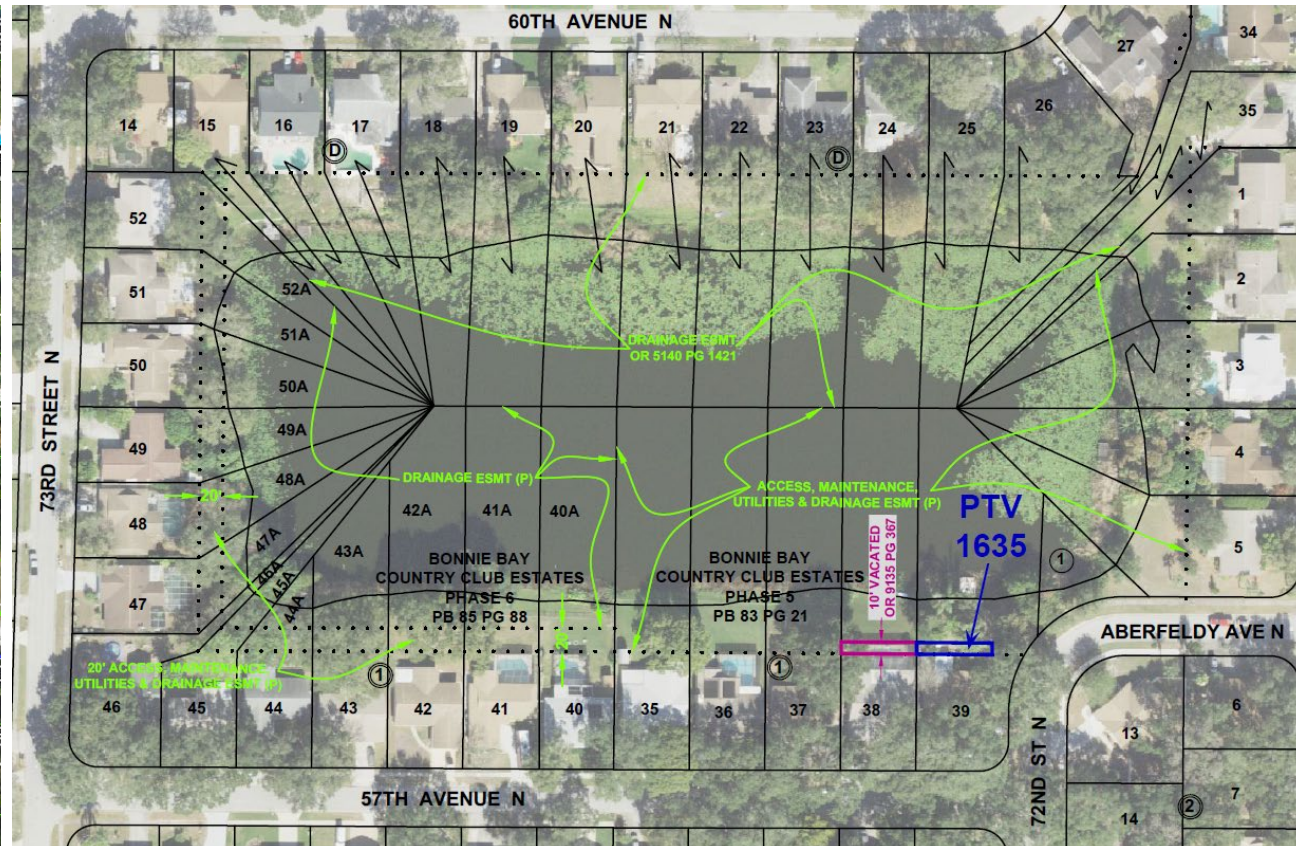 60TH AVENUE N
27
34
14
15
16
17
18
19
20
21
22
23
24
25
26
35
D
D
52
1
51
52A
2
51A
DRAINAGE ESMT
OR 5140 PG 1421
50
50A
3
73RD STREET N
49
49A
4
48A
DRAINAGE ESMT (P)
ACCESS, MAINTENANCE,
UTILITIES & DRAINAGE ESMT (P)
20'
48
47A
42A
41A
40A
PTV
1635
5
43A
46A
45A
44A
BONNIE BAY
COUNTRY CLUB ESTATES
PHASE 6
PB 85 PG 88
BONNIE BAY
COUNTRY CLUB ESTATES
PHASE 5
PB 83 PG 21
10' VACATED
OR 9135 PG 367
1
47
20'
ABERFELDY AVE N
20' ACCESS, MAINTENANCE
UTILITIES & DRAINAGE ESMT (P)
1
1
46
45
44
43
42
41
40
35
36
37
38
39
13
6
72ND ST N
57TH AVENUE N
14
2
7